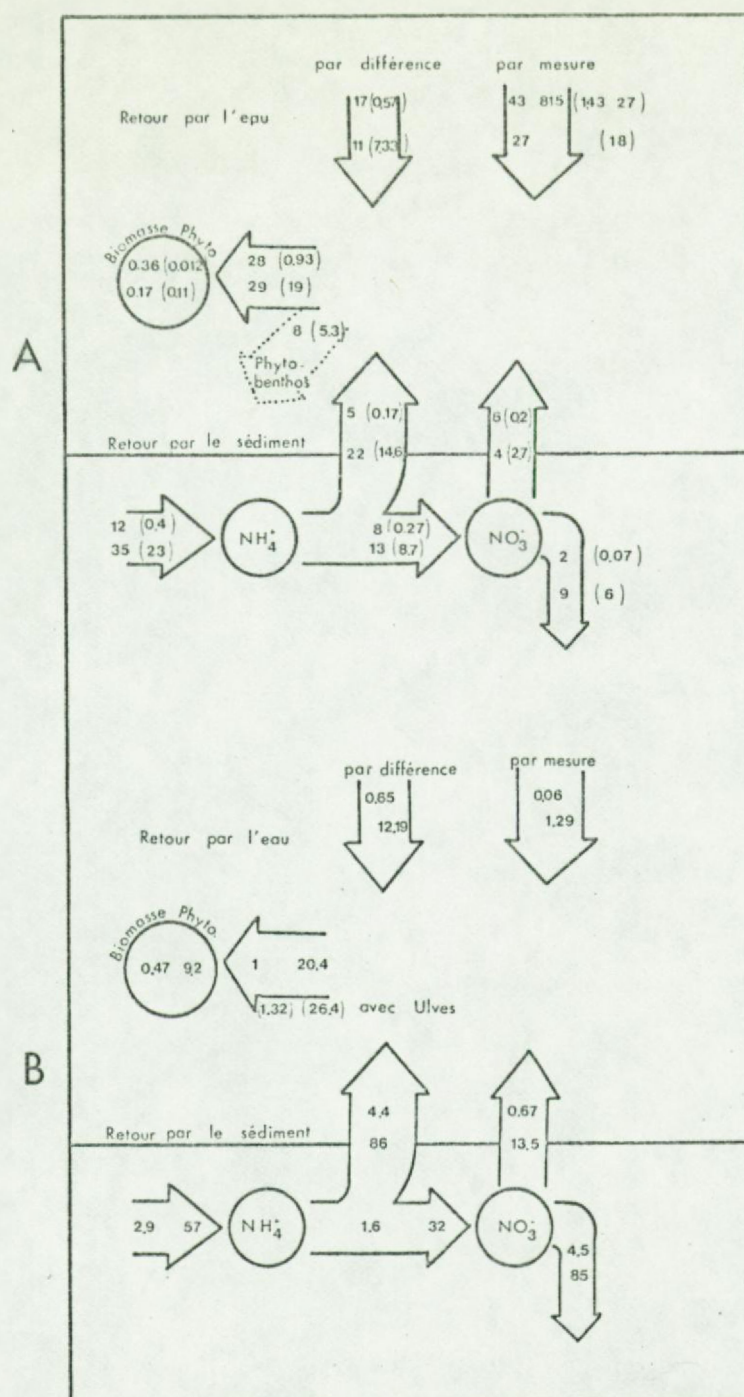 par différence par mesure
Retour par l'eau
17 (0,57) 43 815 (1,43 27)
11 (7,33) 27 (18)
Biomasse Phyto
0.36 (0.012) 28 (0,93)
0.17 (0,11) 29 (19)
8 (5.3)
Phyto-
benthos
A
5 (0.17) 6 (0,2)
Retour par le sédiment 22 (14,6) 4 (2,7)
12 (0,4) NH₄⁺ 8 (0.27) NO₃⁻
35 (23) 13 (8,7)
2 (0,07)
9 (6)
par différence par mesure
0,65 0,06
12,19 1,29
Retour par l'eau
Biomasse Phyto.
0,47 9,2 1 20,4
(1,32) (26,4) avec Ulves
B
4,4 0,67
Retour par le sédiment 86 13,5
2,9 57 NH₄⁺ 1,6 32 NO₃⁻
4,5
85